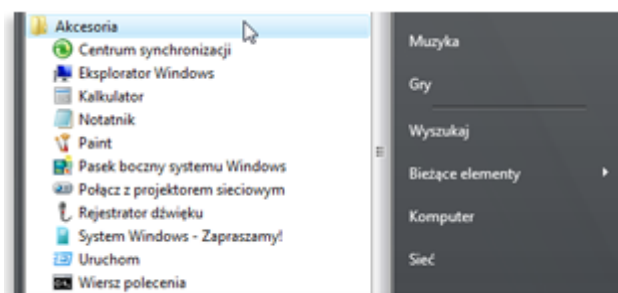 Akcesoria
Centrum synchronizacji
Eksplorator Windows
Kalkulator
Notatnik
Paint
Pasek boczny systemu Windows
Połącz z projektorem sieciowym
Rejestrator dźwięku
System Windows - Zapraszamy!
Uruchom
Wiersz polecenia
Muzyka
Gry
Wyszukaj
Bieżące elementy
Komputer
Sieć